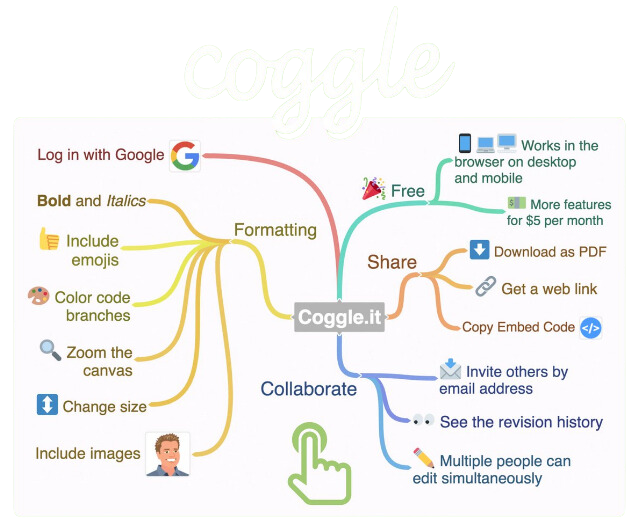 coggle
Log in with Google
Bold and Italics
Formatting
Include
emojis
Color code
branches
Zoom the
canvas
Change size
Include images
Coggle.it
Free
Works in the
browser on desktop
and mobile
More features
for $5 per month
Share
Download as PDF
Get a web link
Copy Embed Code
Collaborate
Invite others by
email address
See the revision history
Multiple people can
edit simultaneously